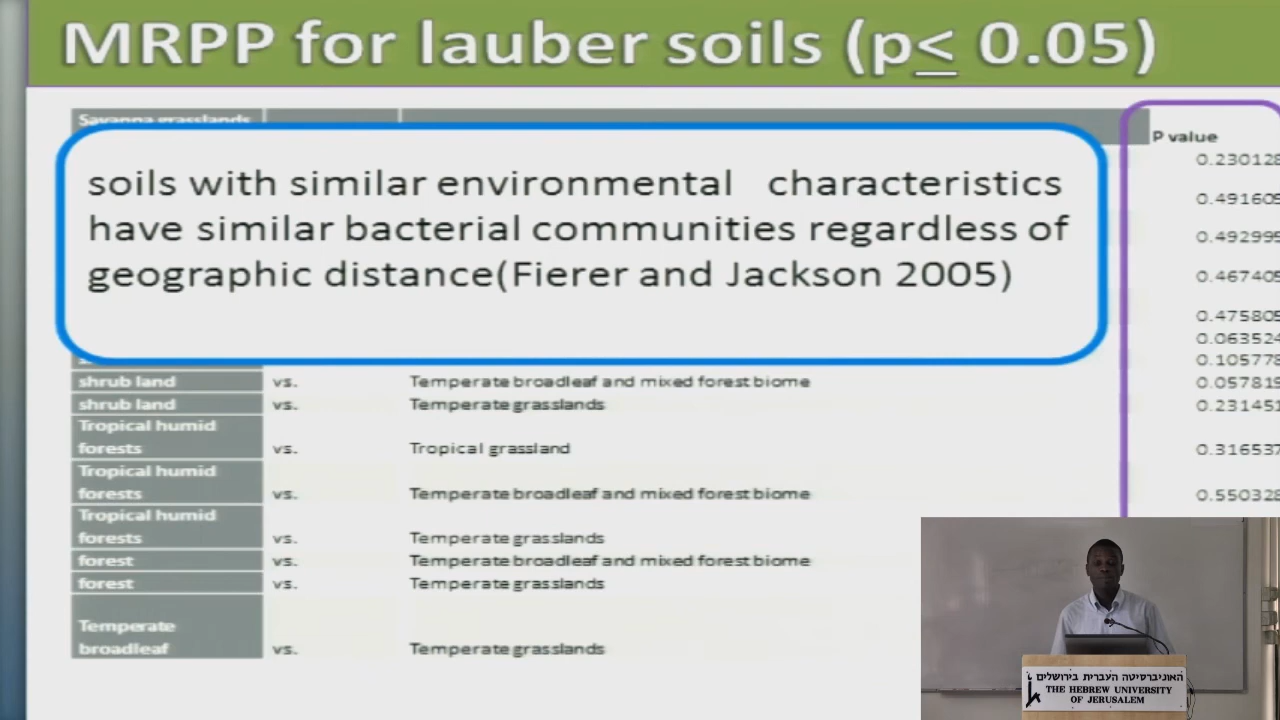 MRPP for lauber soils (p≤ 0.05)
Savanna grasslands
P value
soils with similar environmental characteristics
have similar bacterial communities regardless of
geographic distance(Fierer and Jackson 2005)
0.230128
0.491605
0.492995
0.467405
0.475805
0.063524
0.105778
shrub land vs. Temperate broadleaf and mixed forest biome 0.057815
shrub land vs. Temperate grasslands 0.231451
Tropical humid
forests vs. Tropical grassland 0.316537
Tropical humid
forests vs. Temperate broadleaf and mixed forest biome 0.550328
Tropical humid
forests vs. Temperate grasslands
forest vs. Temperate broadleaf and mixed forest biome
forest vs. Temperate grasslands
Temperate
broadleaf vs. Temperate grasslands
האוניברסיטה העברית בירושלים
THE HEBREW UNIVERSITY
OF JERUSALEM